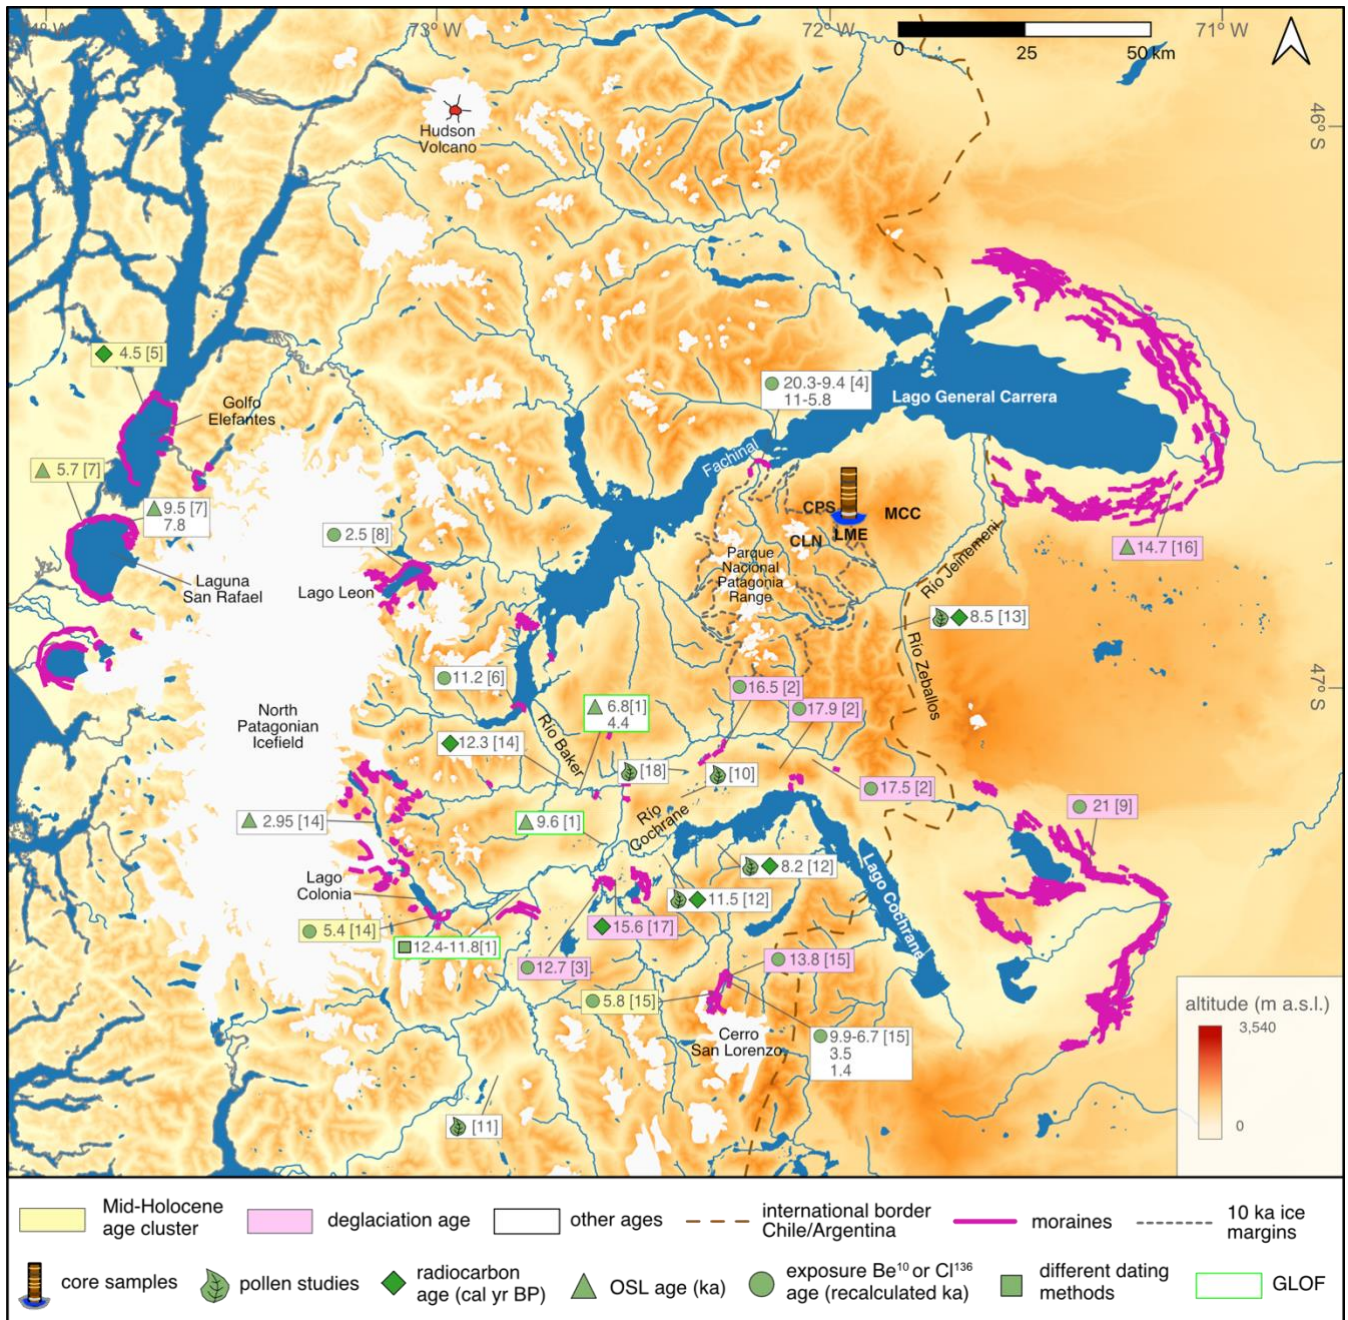 74° W
73° W
72° W
71° W
0
25
50 km
46° S
Hudson
Volcano
4.5 [5]
Golfo
Elefantes
20.3-9.4 [4]
11-5.8
Lago General Carrera
5.7 [7]
9.5 [7]
7.8
Fachinal
CPS
MCC
CLN
LME
2.5 [8]
14.7 [16]
Laguna
San Rafael
Lago Leon
Parque
Nacional
Patagonia
Range
Río Jeinemeni
8.5 [13]
11.2 [6]
Río Zeballos
47° S
16.5 [2]
6.8[1]
4.4
17.9 [2]
North
Patagonian
Icefield
Río Baker
12.3 [14]
[18]
[10]
17.5 [2]
21 [9]
2.95 [14]
9.6 [1]
Río
Cochrane
8.2 [12]
Lago Cochrane
Lago
Colonia
11.5 [12]
5.4 [14]
15.6 [17]
12.4-11.8[1]
12.7 [3]
13.8 [15]
5.8 [15]
Cerro
San Lorenzo
9.9-6.7 [15]
3.5
1.4
[11]
altitude (m a.s.l.)
3,540
0
Mid-Holocene
age cluster
deglaciation age
other ages
international border
Chile/Argentina
moraines
10 ka ice
margins
core samples
pollen studies
radiocarbon
age (cal yr BP)
OSL age (ka)
exposure Be¹⁰ or Cl¹³⁶
age (recalculated ka)
different dating
methods
GLOF